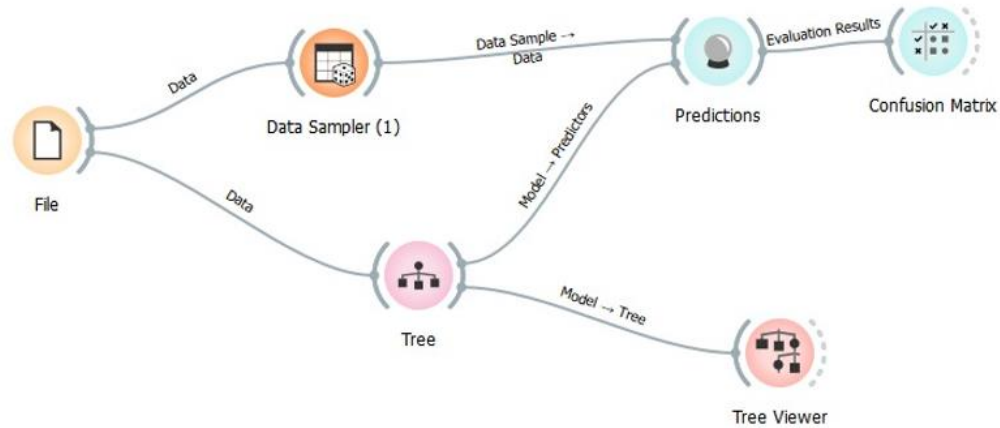 Data
Data Sampler (1)
Data Sample →
Data
Predictions
Evaluation Results
Confusion Matrix
File
Data
Tree
Model → Predictors
Model → Tree
Tree Viewer